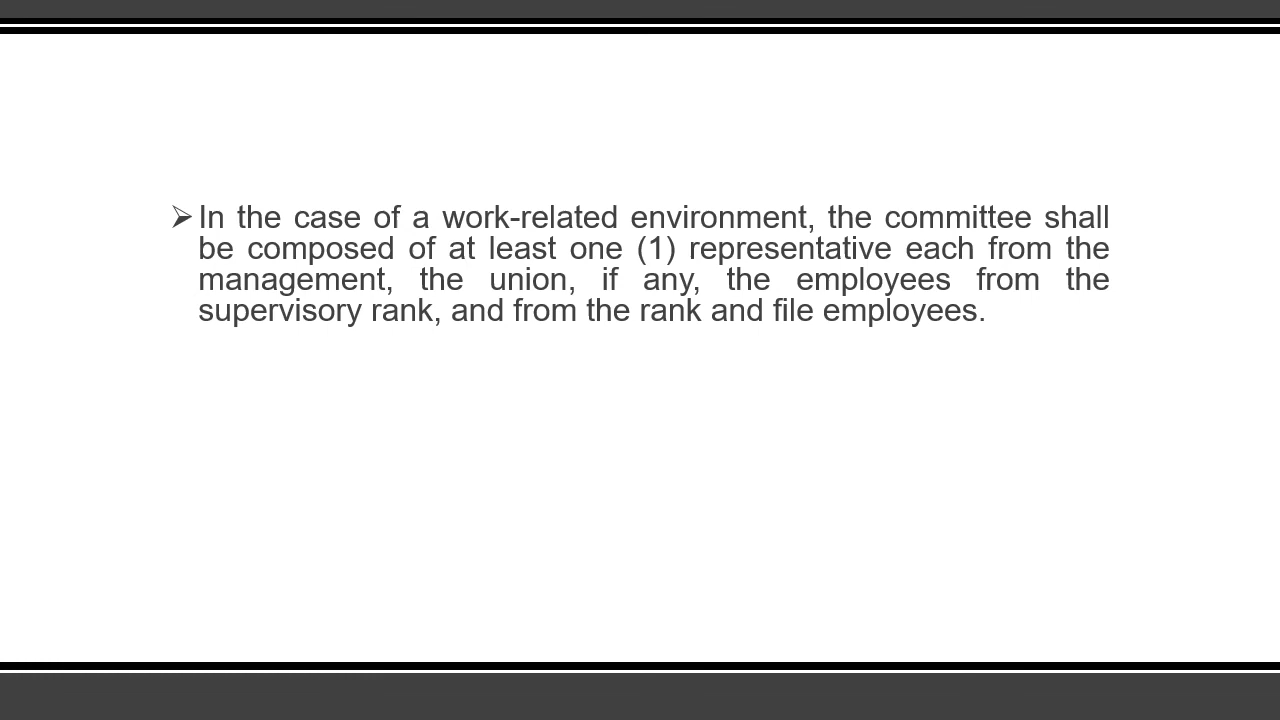 ➢In the case of a work-related environment, the committee shall
be composed of at least one (1) representative each from the
management, the union, if any, the employees from the
supervisory rank, and from the rank and file employees.